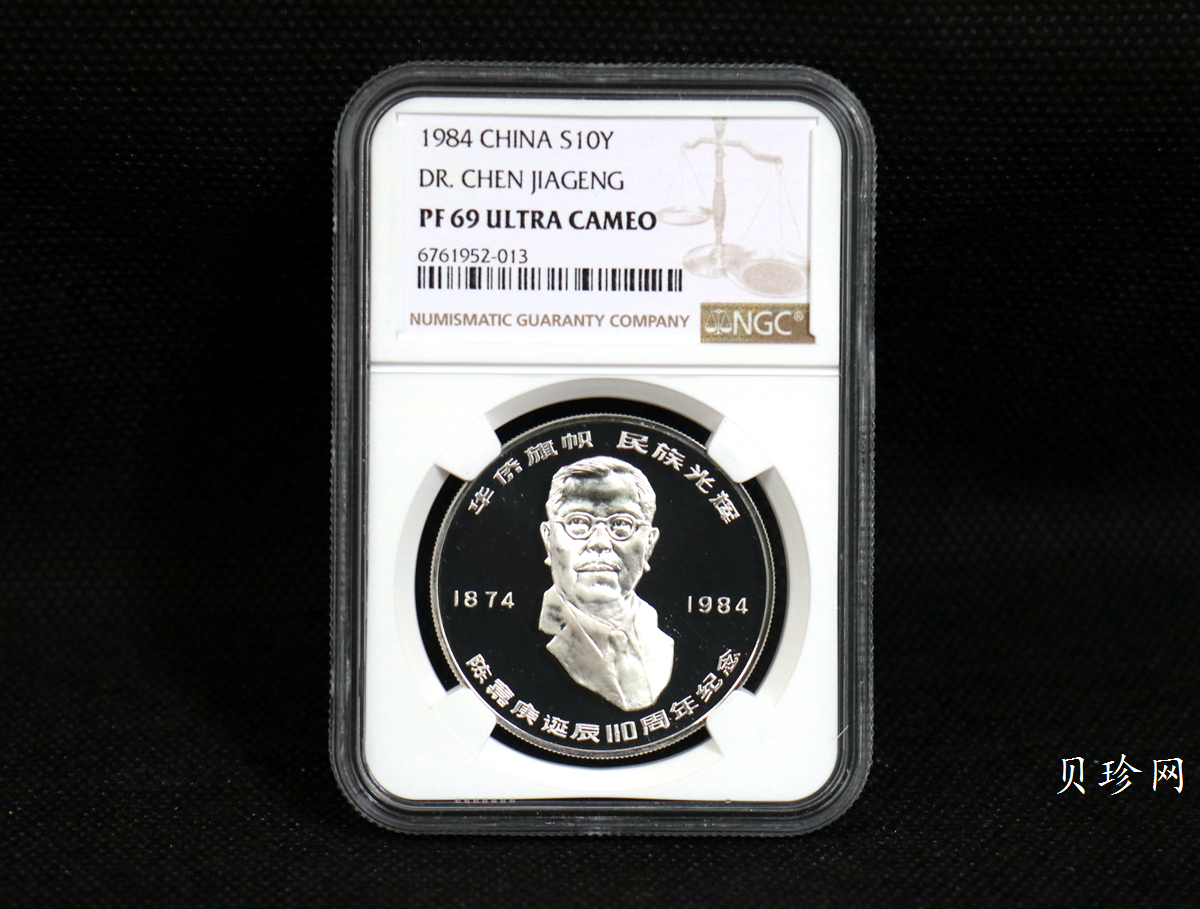 1984 CHINA S10Y
DR. CHEN JIAGENG
PF 69 ULTRA CAMEO
6761952-013
NUMISMATIC GUARANTY COMPANY
NGC®
华侨旗帜 民族光辉
1874
1984
陈嘉庚诞辰110周年纪念
贝珍网